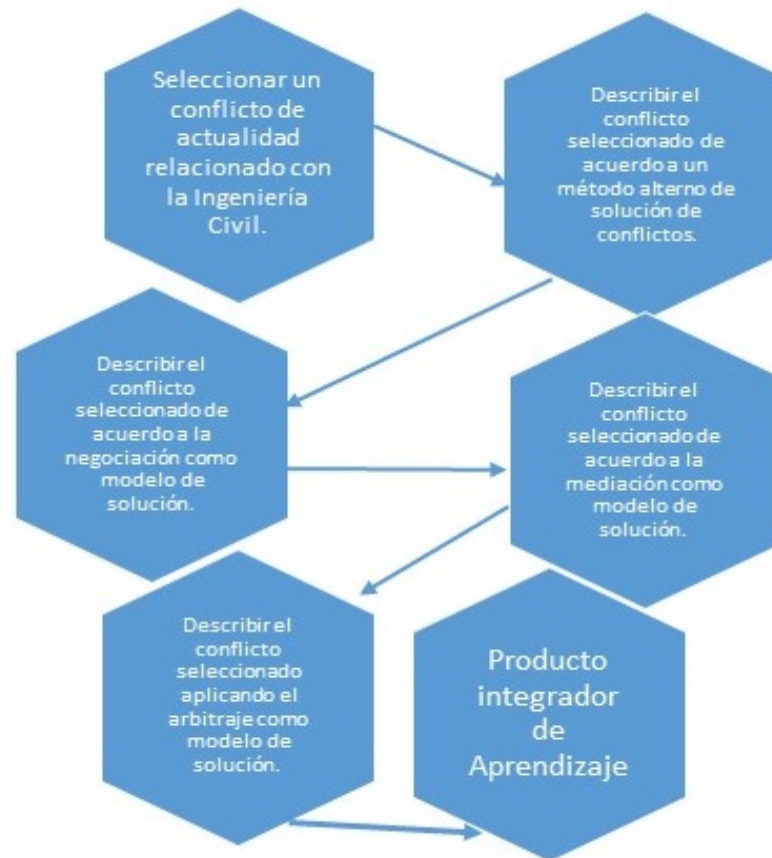 Seleccionar un
conflicto de
actualidad
relacionado con
la Ingeniería
Civil.
Describir el
conflicto
seleccionado de
acuerdo a un
método alterno de
solución de
conflictos.
Describir el
conflicto
seleccionado de
acuerdo a la
negociación como
modelo de
solución.
Describir el
conflicto
seleccionado de
acuerdo a la
mediación como
modelo de
solución.
Describir el
conflicto
seleccionado
aplicando el
arbitraje como
modelo de
solución.
Producto
integrador
de
Aprendizaje